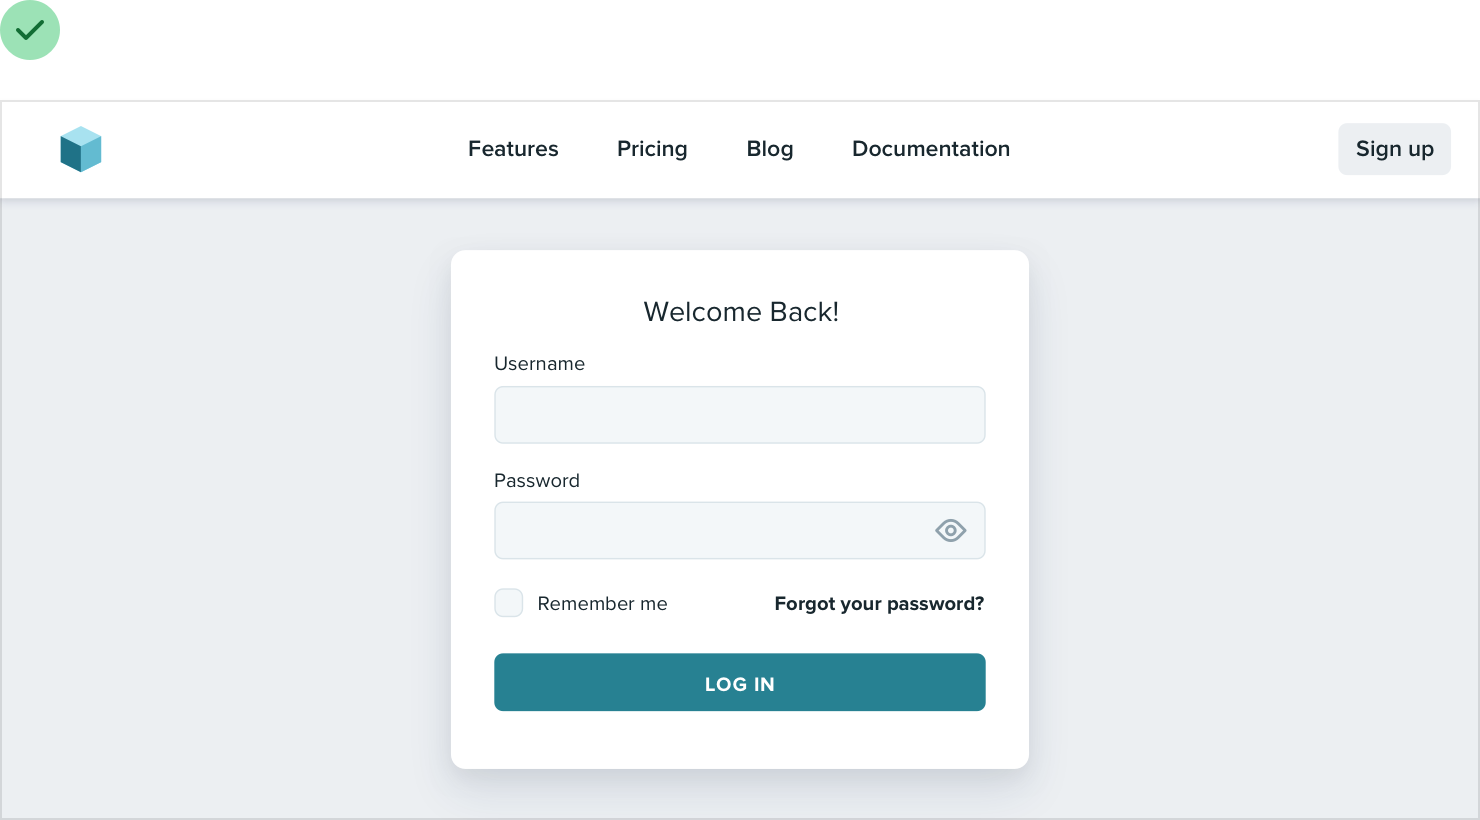 Features Pricing Blog Documentation Sign up
Welcome Back!
Username
Password
Remember me Forgot your password?
LOG IN